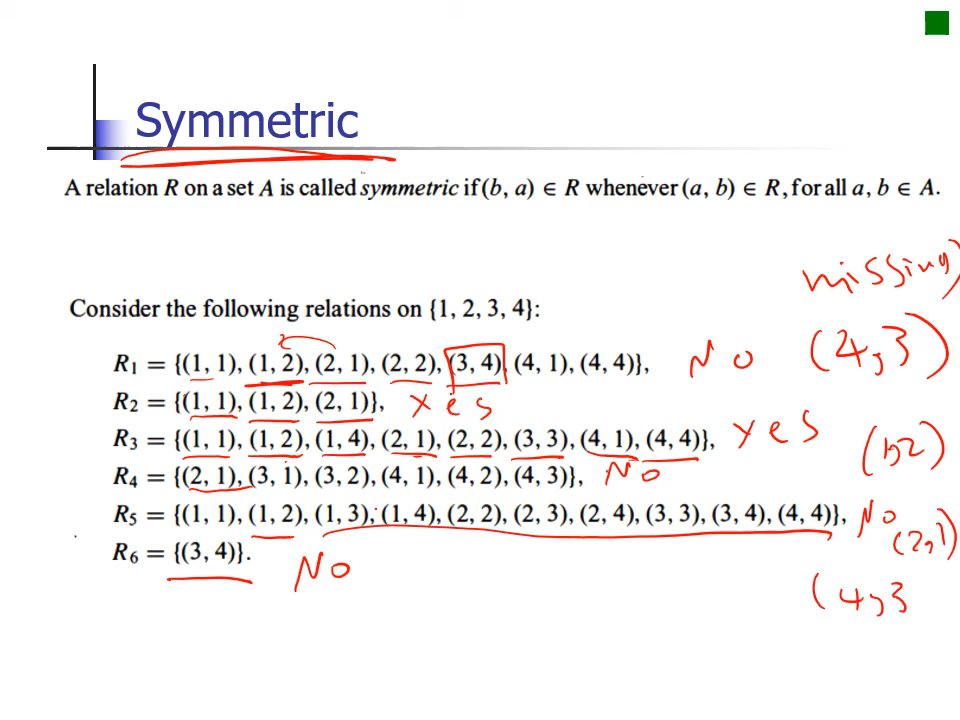 Symmetric
A relation R on a set A is called symmetric if (b, a) ∈ R whenever (a, b) ∈ R, for all a, b ∈ A.
missing
Consider the following relations on {1, 2, 3, 4}:
R1 = {(1, 1), (1, 2), (2, 1), (2, 2), (3, 4), (4, 1), (4, 4)}, No (4,3)
R2 = {(1, 1), (1, 2), (2, 1)}, Yes
R3 = {(1, 1), (1, 2), (1, 4), (2, 1), (2, 2), (3, 3), (4, 1), (4, 4)}, Yes (1,2)
R4 = {(2, 1), (3, 1), (3, 2), (4, 1), (4, 2), (4, 3)}, No
R5 = {(1, 1), (1, 2), (1, 3), (1, 4), (2, 2), (2, 3), (2, 4), (3, 3), (3, 4), (4, 4)}, No (2,1)
R6 = {(3, 4)}. No (4,3